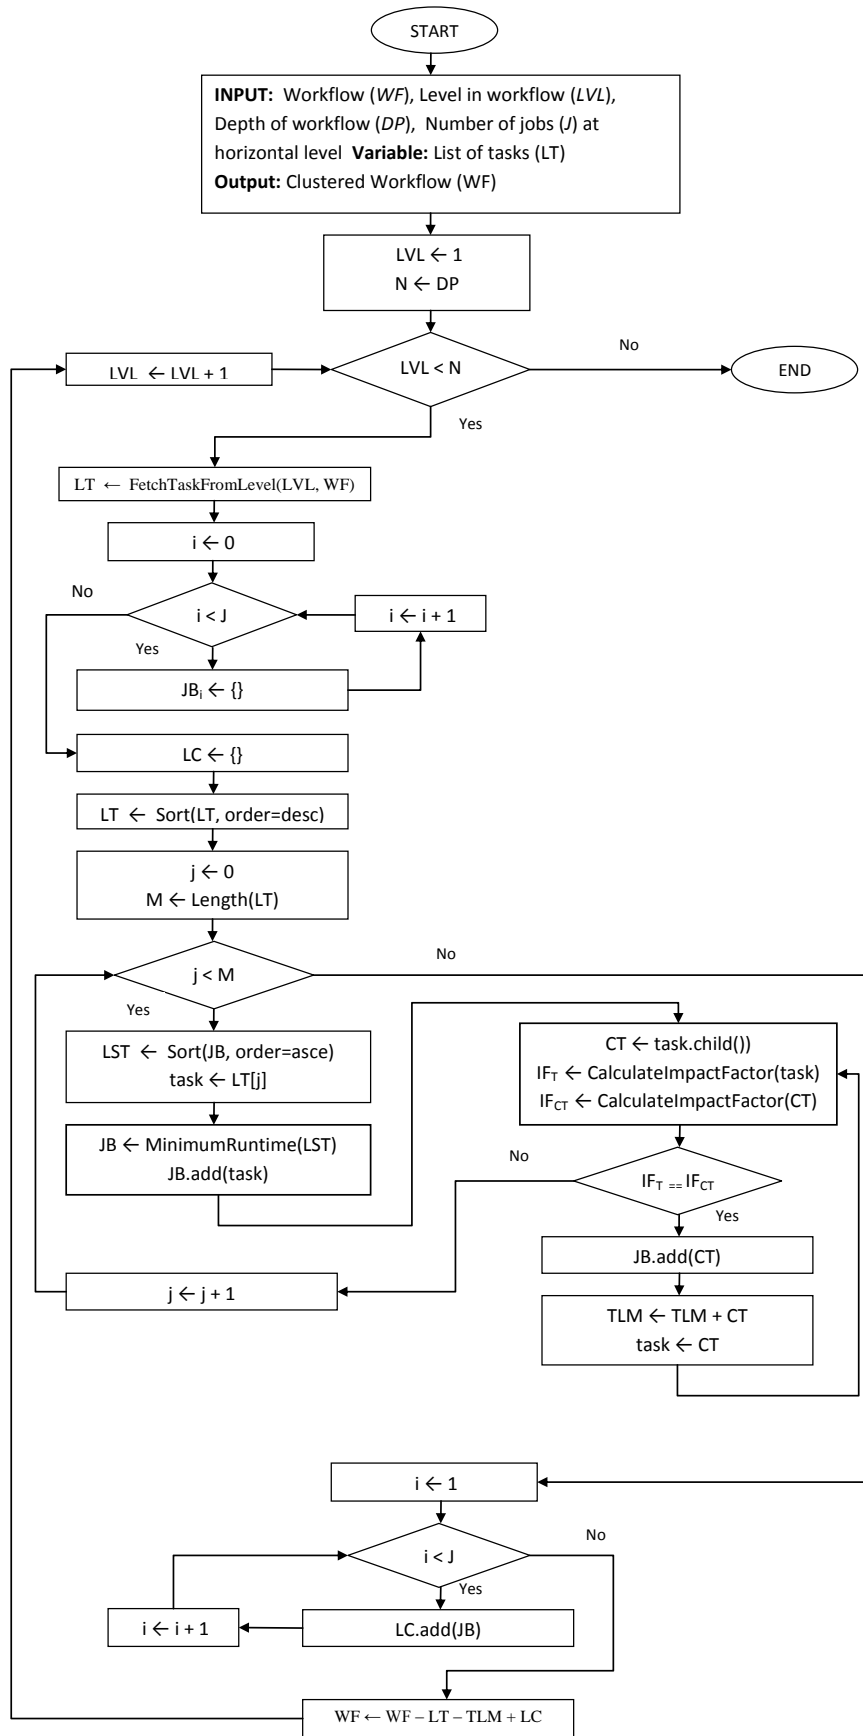 START
INPUT: Workflow (WF), Level in workflow (LVL),
Depth of workflow (DP), Number of jobs (J) at
horizontal level Variable: List of tasks (LT)
Output: Clustered Workflow (WF)
LVL ← 1
N ← DP
LVL ← LVL + 1
LVL < N
No
END
Yes
LT ← FetchTaskFromLevel(LVL, WF)
i ← 0
No
i < J
i ← i + 1
Yes
JBi ← {}
LC ← {}
LT ← Sort(LT, order=desc)
j ← 0
M ← Length(LT)
No
j < M
Yes
LST ← Sort(JB, order=asce)
task ← LT[j]
JB ← MinimumRuntime(LST)
JB.add(task)
CT ← task.child())
IFT ← CalculateImpactFactor(task)
IFCT ← CalculateImpactFactor(CT)
No
IFT == IFCT
Yes
JB.add(CT)
j ← j + 1
TLM ← TLM + CT
task ← CT
i ← 1
No
i < J
Yes
i ← i + 1
LC.add(JB)
WF ← WF – LT – TLM + LC